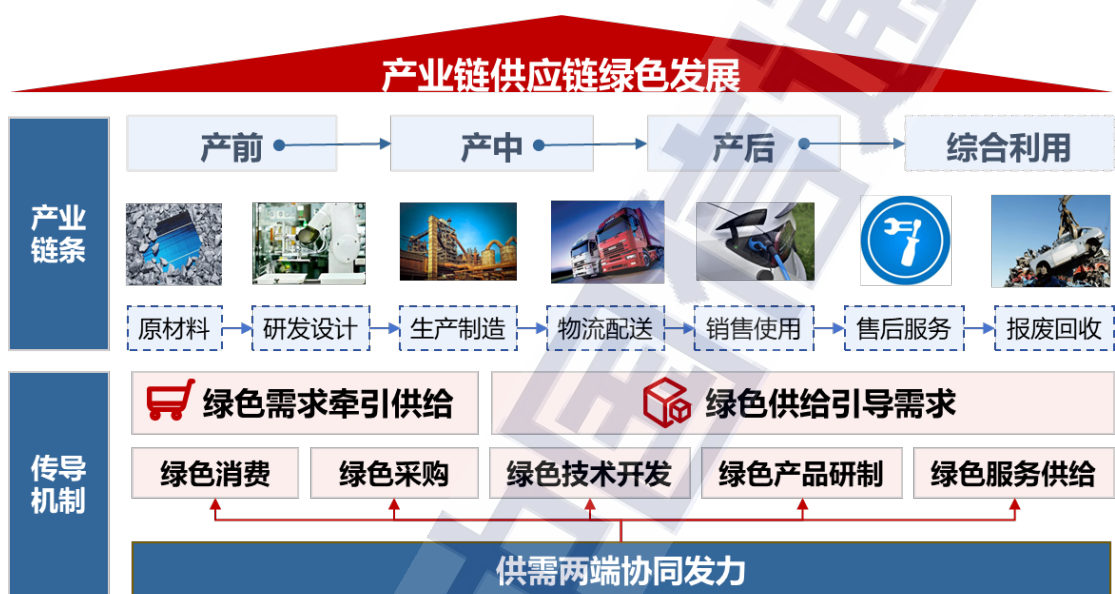 产业链供应链绿色发展
产业
链条
产前
产中
产后
综合利用
原材料
研发设计
生产制造
物流配送
销售使用
售后服务
报废回收
传导
机制
绿色需求牵引供给
绿色供给引导需求
绿色消费
绿色采购
绿色技术开发
绿色产品研制
绿色服务供给
供需两端协同发力
中国信通